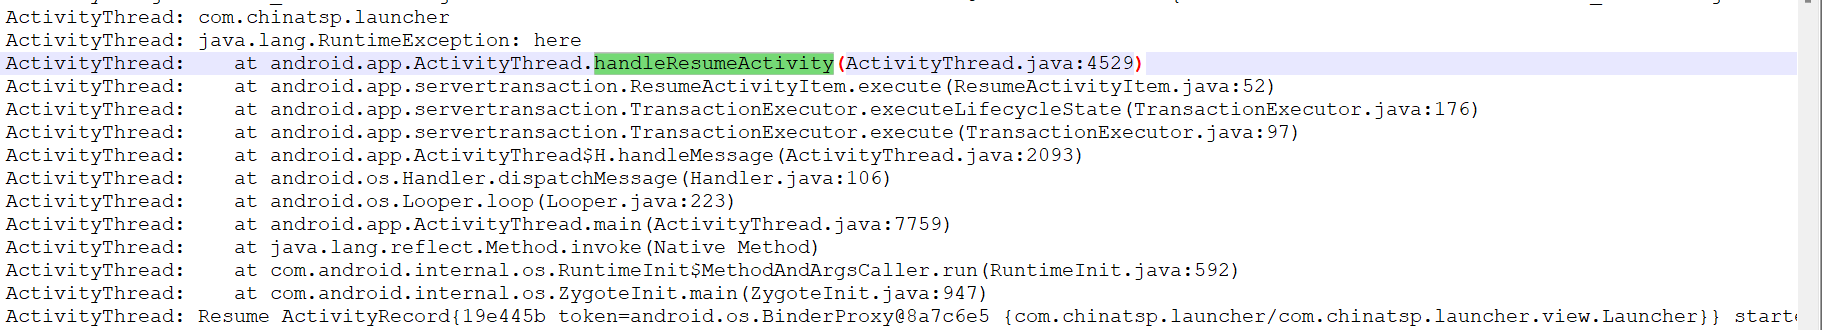 ActivityThread: com.chinatsp.launcher
ActivityThread: java.lang.RuntimeException: here
ActivityThread:    at android.app.ActivityThread.handleResumeActivity(ActivityThread.java:4529)
ActivityThread:    at android.app.servertransaction.ResumeActivityItem.execute(ResumeActivityItem.java:52)
ActivityThread:    at android.app.servertransaction.TransactionExecutor.executeLifecycleState(TransactionExecutor.java:176)
ActivityThread:    at android.app.servertransaction.TransactionExecutor.execute(TransactionExecutor.java:97)
ActivityThread:    at android.app.ActivityThread$H.handleMessage(ActivityThread.java:2093)
ActivityThread:    at android.os.Handler.dispatchMessage(Handler.java:106)
ActivityThread:    at android.os.Looper.loop(Looper.java:223)
ActivityThread:    at android.app.ActivityThread.main(ActivityThread.java:7759)
ActivityThread:    at java.lang.reflect.Method.invoke(Native Method)
ActivityThread:    at com.android.internal.os.RuntimeInit$MethodAndArgsCaller.run(RuntimeInit.java:592)
ActivityThread:    at com.android.internal.os.ZygoteInit.main(ZygoteInit.java:947)
ActivityThread: Resume ActivityRecord{19e445b token=android.os.BinderProxy@8a7c6e5 {com.chinatsp.launcher/com.chinatsp.launcher.view.Launcher}}